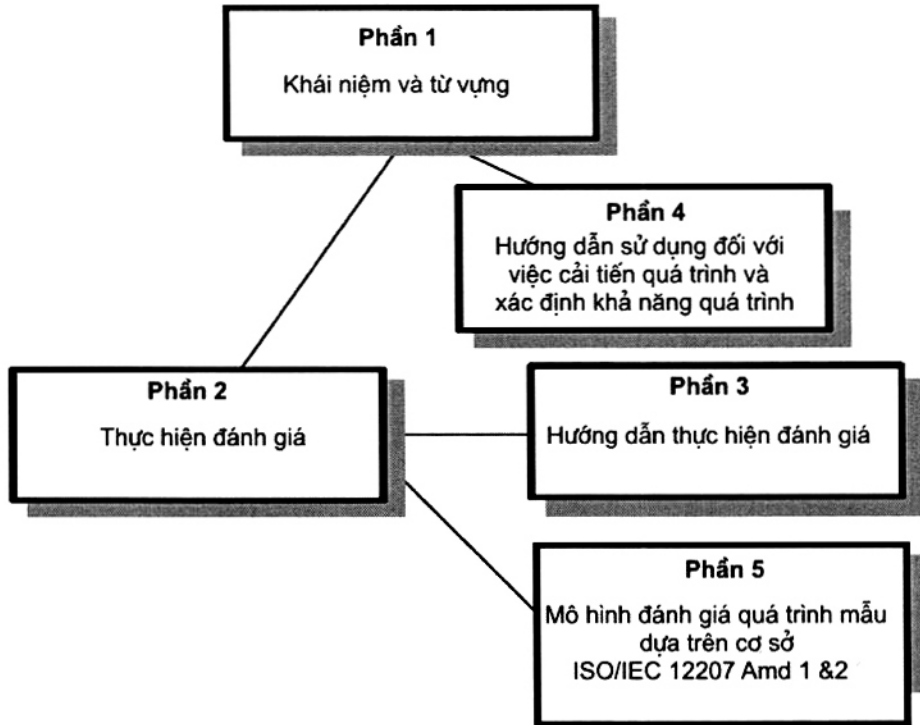 Phần 1
Khái niệm và từ vựng
Phần 4
Hướng dẫn sử dụng đối với
việc cải tiến quá trình và
xác định khả năng quá trình
Phần 2
Thực hiện đánh giá
Phần 3
Hướng dẫn thực hiện đánh giá
Phần 5
Mô hình đánh giá quá trình mẫu
dựa trên cơ sở
ISO/IEC 12207 Amd 1 &2